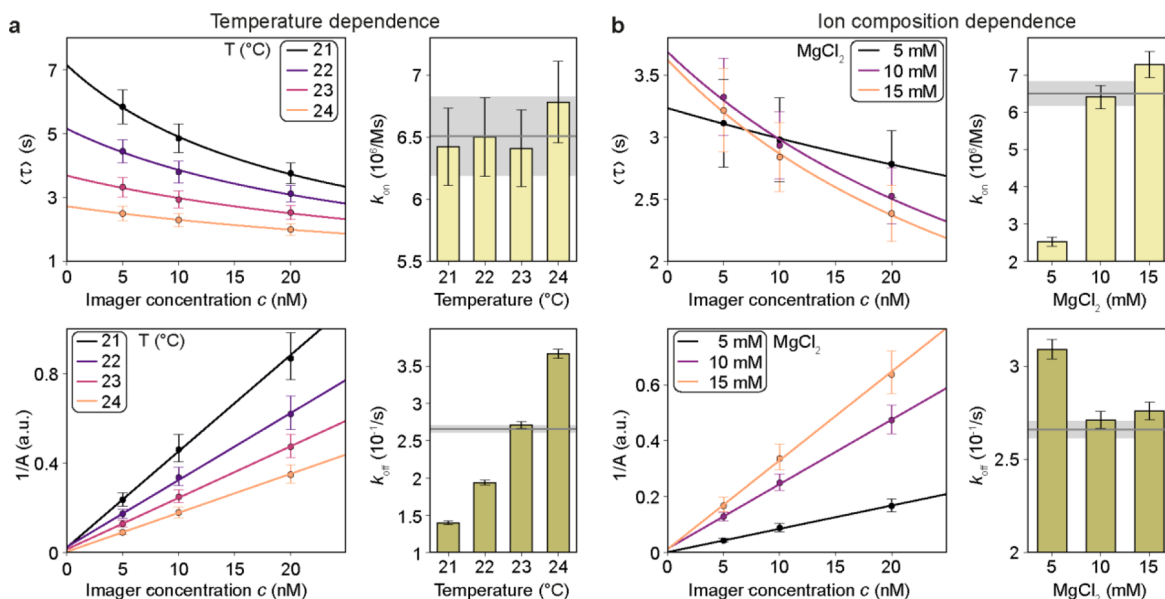 a
Temperature dependence
T (°C)
21
22
23
24
7
5
3
1
⟨τ⟩ (s)
0 5 10 15 20
Imager concentration c (nM)
7
6.5
6
5.5
k_on (10⁶/Ms)
21 22 23 24
Temperature (°C)
T (°C)
21
22
23
24
0.8
0.4
0
1/A (a.u.)
0 5 10 15 20
Imager concentration c (nM)
3.5
3
2.5
2
1.5
1
k_off (10⁻¹/s)
21 22 23 24
Temperature (°C)
b
Ion composition dependence
MgCl₂
5 mM
10 mM
15 mM
3.5
3
2.5
2
⟨τ⟩ (s)
0 5 10 15 20
Imager concentration c (nM)
7
6
5
4
3
2
k_on (10⁶/Ms)
5 10 15
MgCl₂ (mM)
5 mM MgCl₂
10 mM
15 mM
0.6
0.4
0.2
0
1/A (a.u.)
0 5 10 15 20
Imager concentration c (nM)
3
2.5
2
k_off (10⁻¹/s)
5 10 15
MgCl₂ (mM)